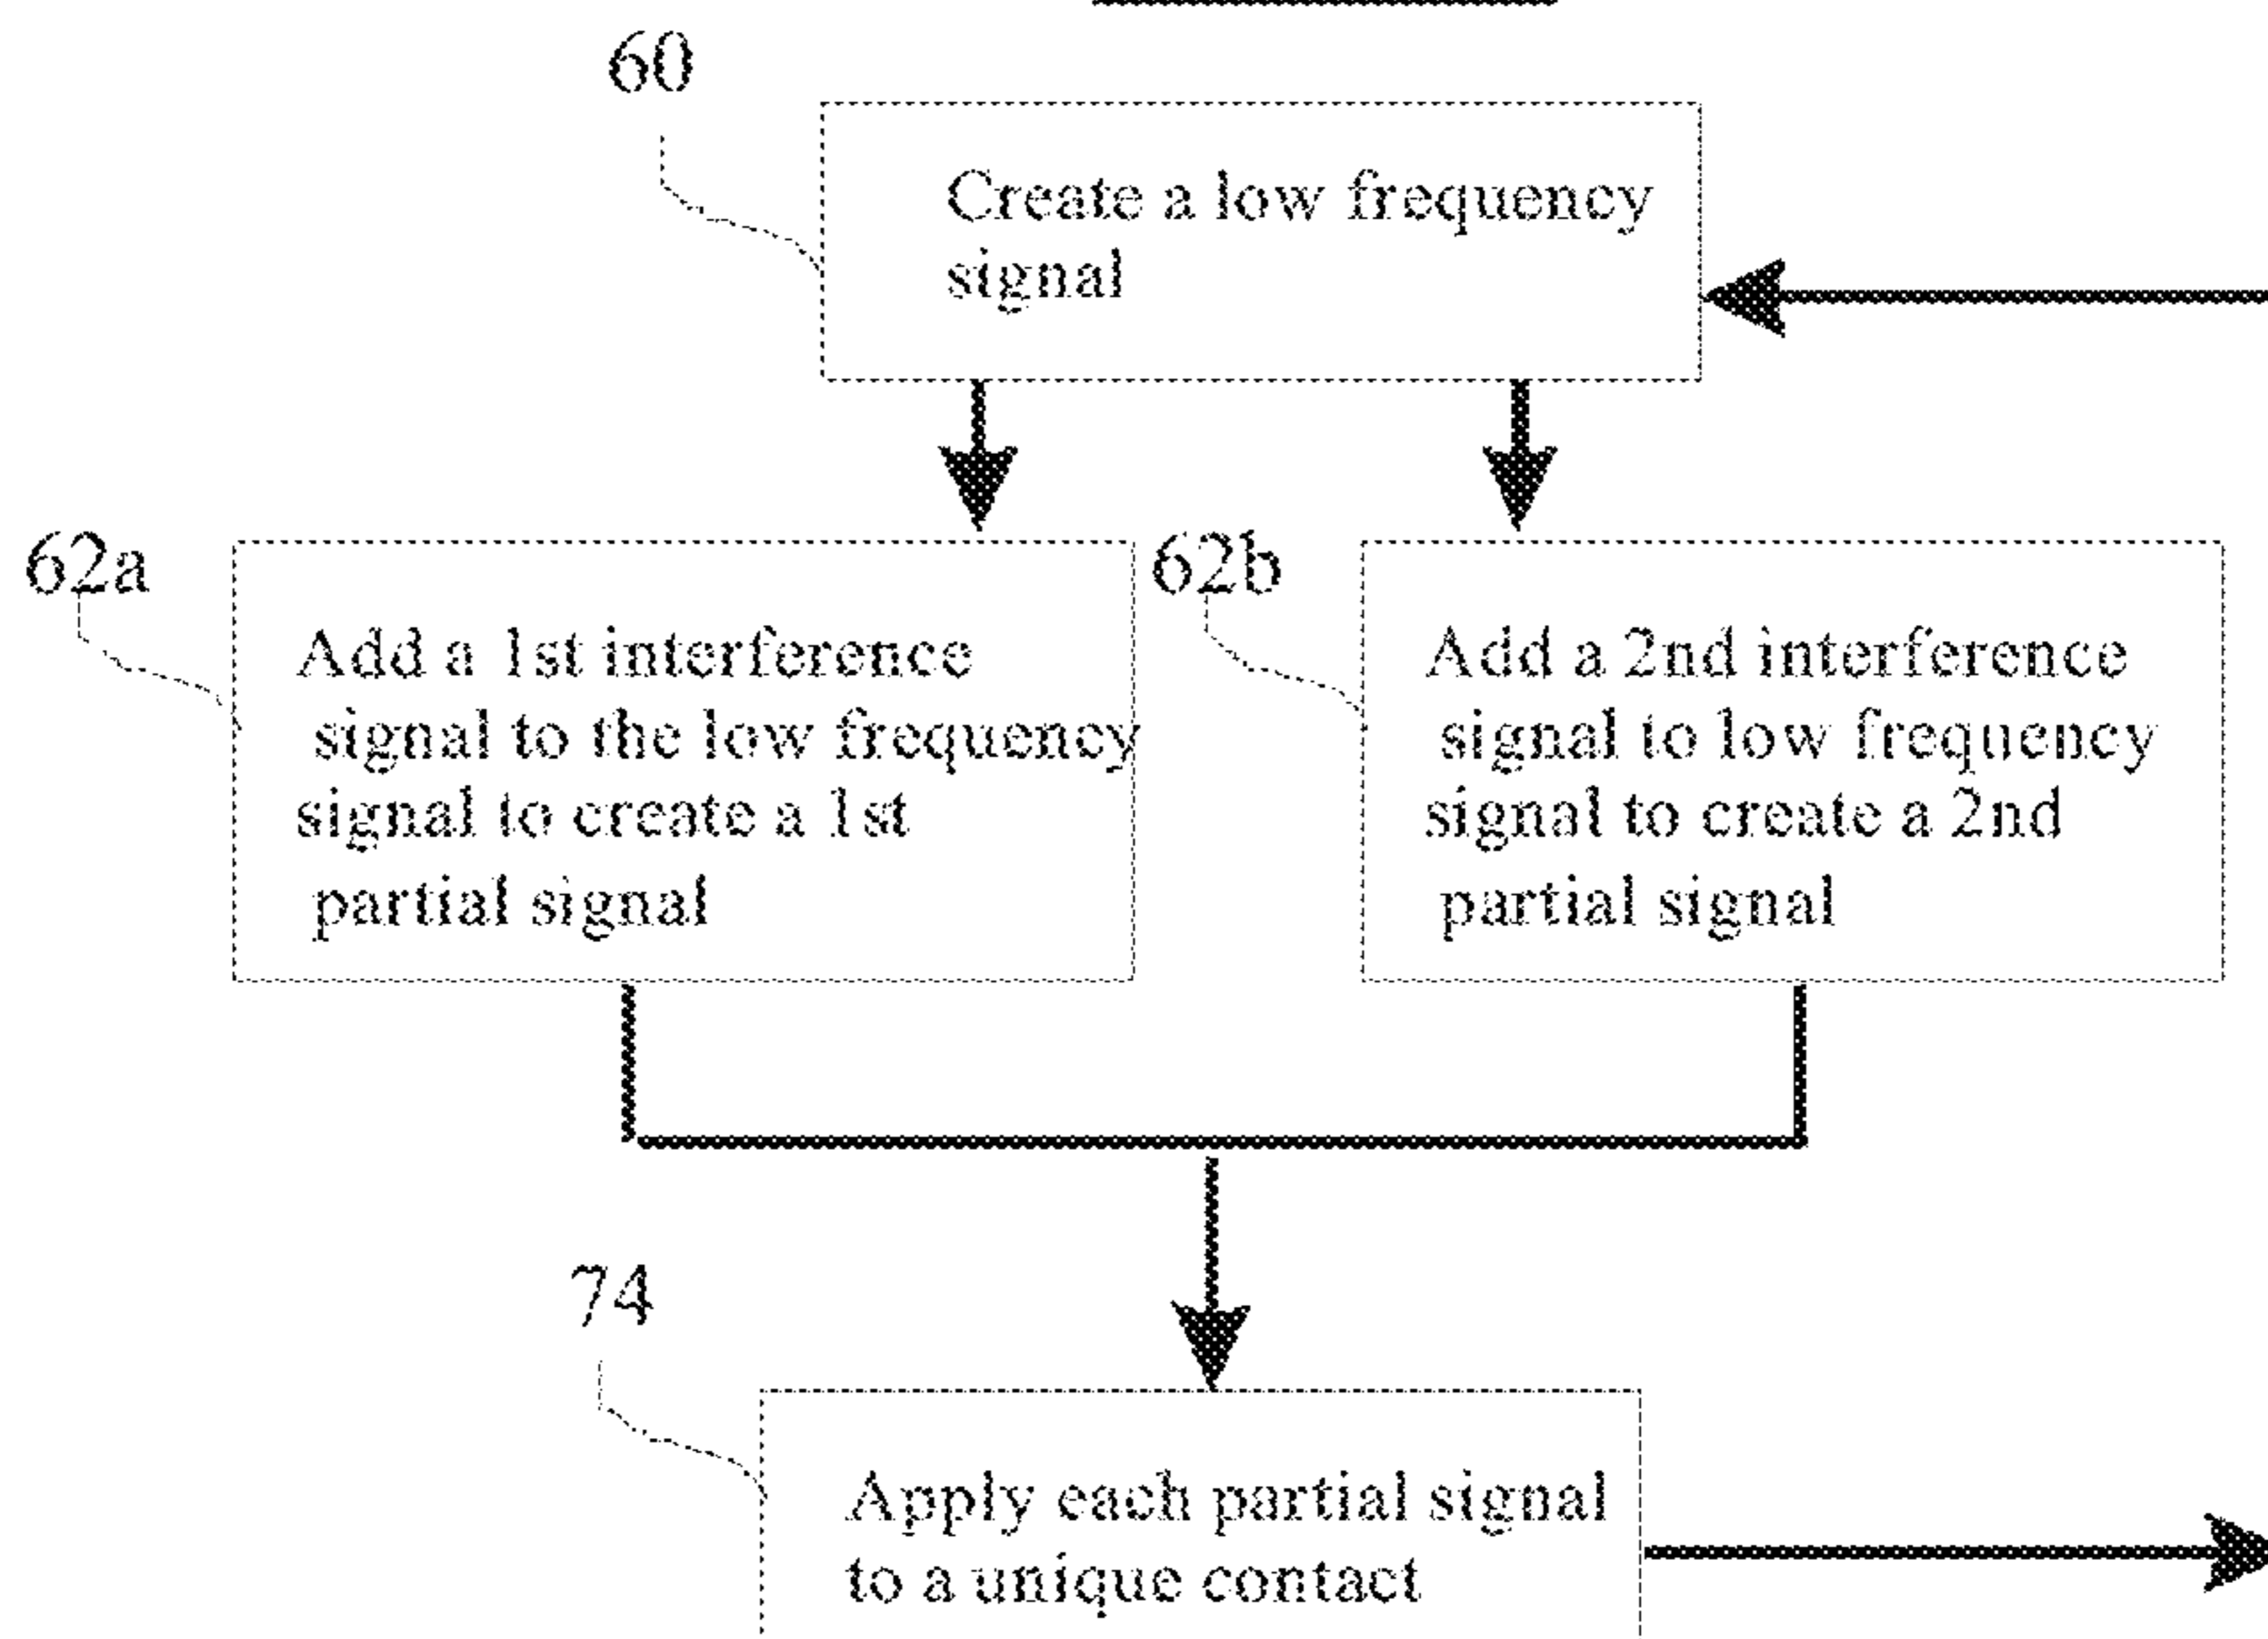 60
Create a low frequency
signal
62a
Add a 1st interference
signal to the low frequency
signal to create a 1st
partial signal
62b
Add a 2nd interference
signal to low frequency
signal to create a 2nd
partial signal
74
Apply each partial signal
to a unique contact